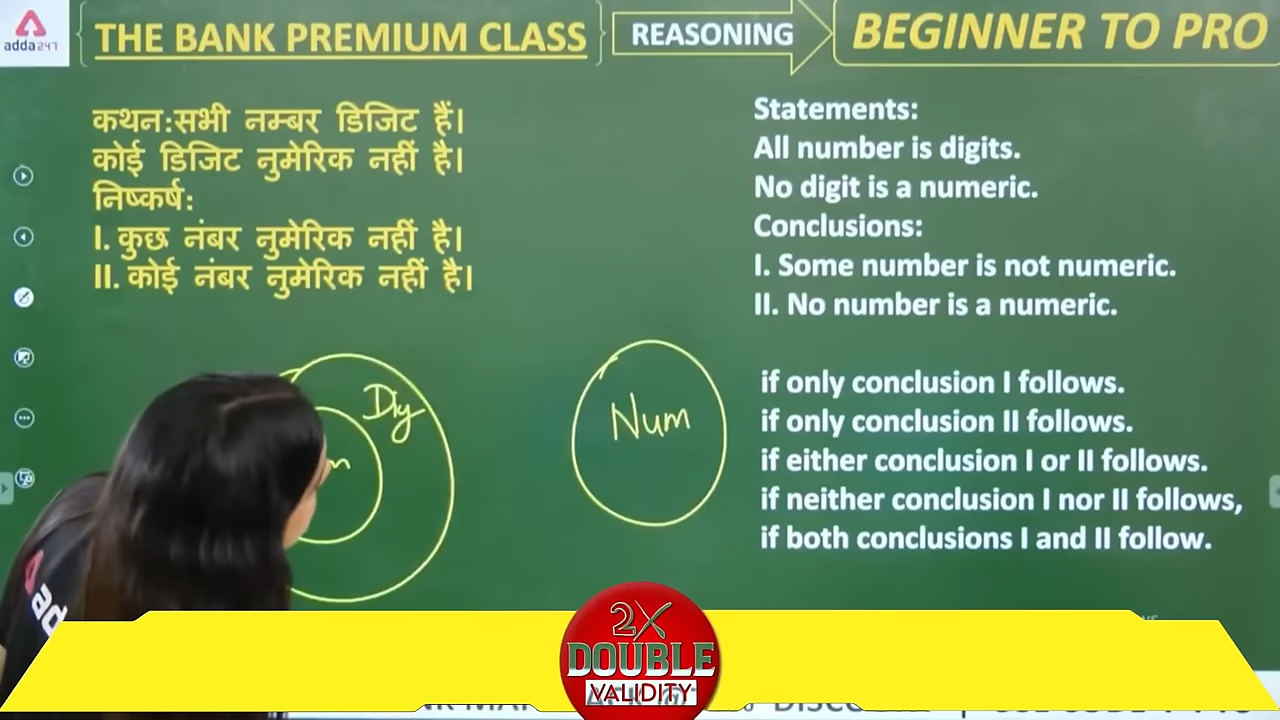 adda247
THE BANK PREMIUM CLASS
REASONING
BEGINNER TO PRO
कथन:सभी नम्बर डिजिट हैं।
कोई डिजिट नुमेरिक नहीं है।
निष्कर्ष:
I. कुछ नंबर नुमेरिक नहीं है।
II. कोई नंबर नुमेरिक नहीं है।
Statements:
All number is digits.
No digit is a numeric.
Conclusions:
I. Some number is not numeric.
II. No number is a numeric.
if only conclusion I follows.
if only conclusion II follows.
if either conclusion I or II follows.
if neither conclusion I nor II follows,
if both conclusions I and II follow.
Dig
Num
ad
2X
DOUBLE
VALIDITY